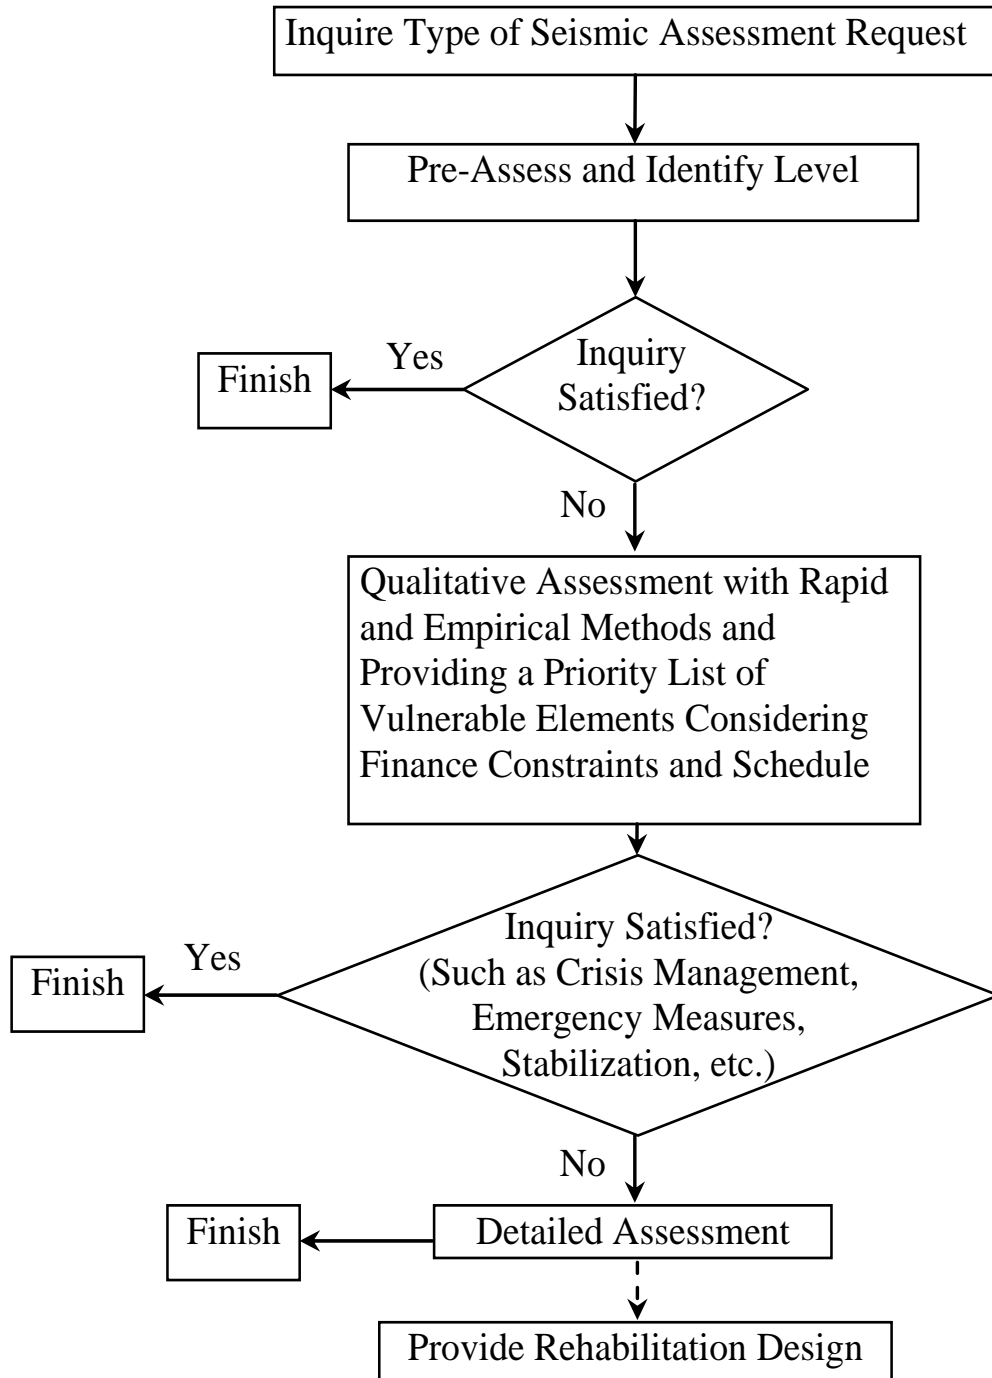 Inquire Type of Seismic Assessment Request
Pre-Assess and Identify Level
Inquiry
Satisfied?
Yes
Finish
No
Qualitative Assessment with Rapid
and Empirical Methods and
Providing a Priority List of
Vulnerable Elements Considering
Finance Constraints and Schedule
Inquiry Satisfied?
(Such as Crisis Management,
Emergency Measures,
Stabilization, etc.)
Yes
Finish
No
Detailed Assessment
Finish
Provide Rehabilitation Design